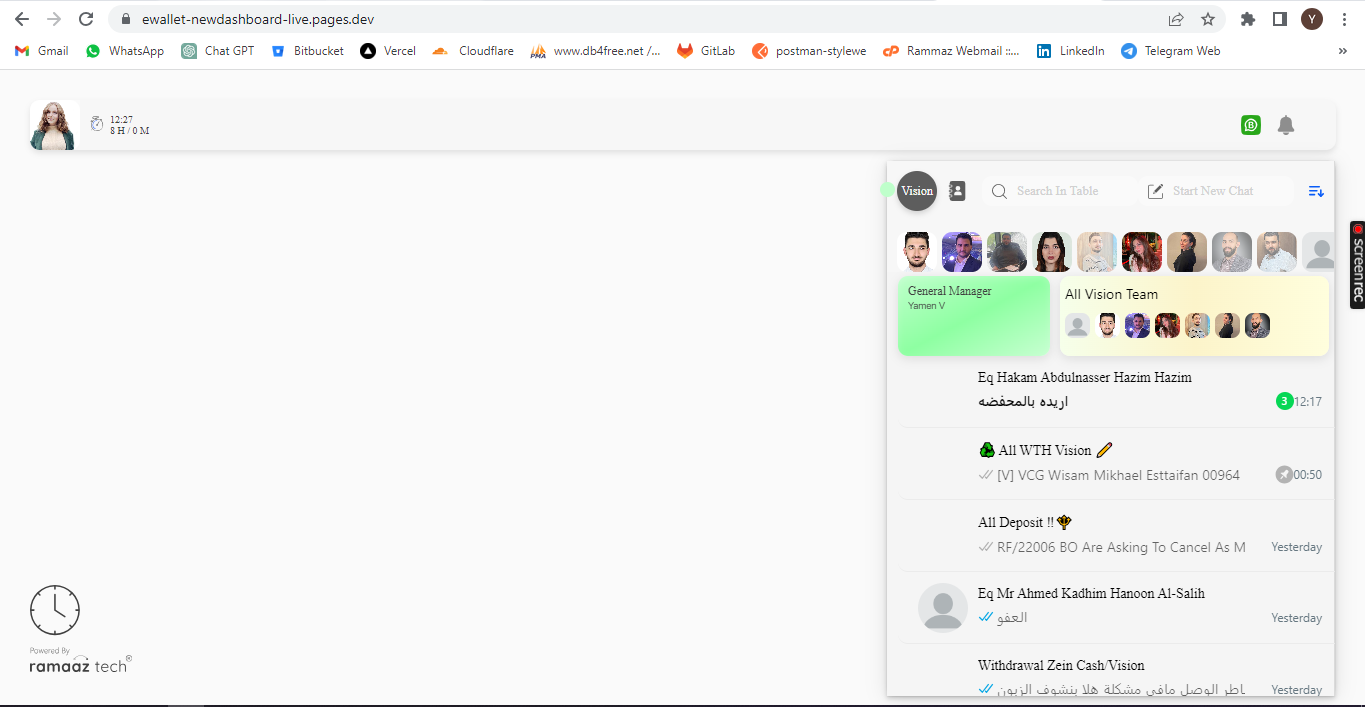 ewallet-newdashboard-live.pages.dev
Y
Gmail
WhatsApp
Chat GPT
Bitbucket
Vercel
Cloudflare
www.db4free.net /...
GitLab
postman-stylewe
Rammaz Webmail ::...
LinkedIn
Telegram Web
»
12:27
8 H / 0 M
Vision
Search In Table
Start New Chat
screenrec
General Manager
Yamen V
All Vision Team
Eq Hakam Abdulnasser Hazim Hazim
اريده بالمحفضه
3 12:17
All WTH Vision
[V] VCG Wisam Mikhael Esttaifan 00964
00:50
All Deposit !!
RF/22006 BO Are Asking To Cancel As M
Yesterday
Eq Mr Ahmed Kadhim Hanoon Al-Salih
العفو
Yesterday
Withdrawal Zein Cash/Vision
الوصل مافي مشكلة هلا بنشوف الزبون
Yesterday
Powered By
ramaaz tech®